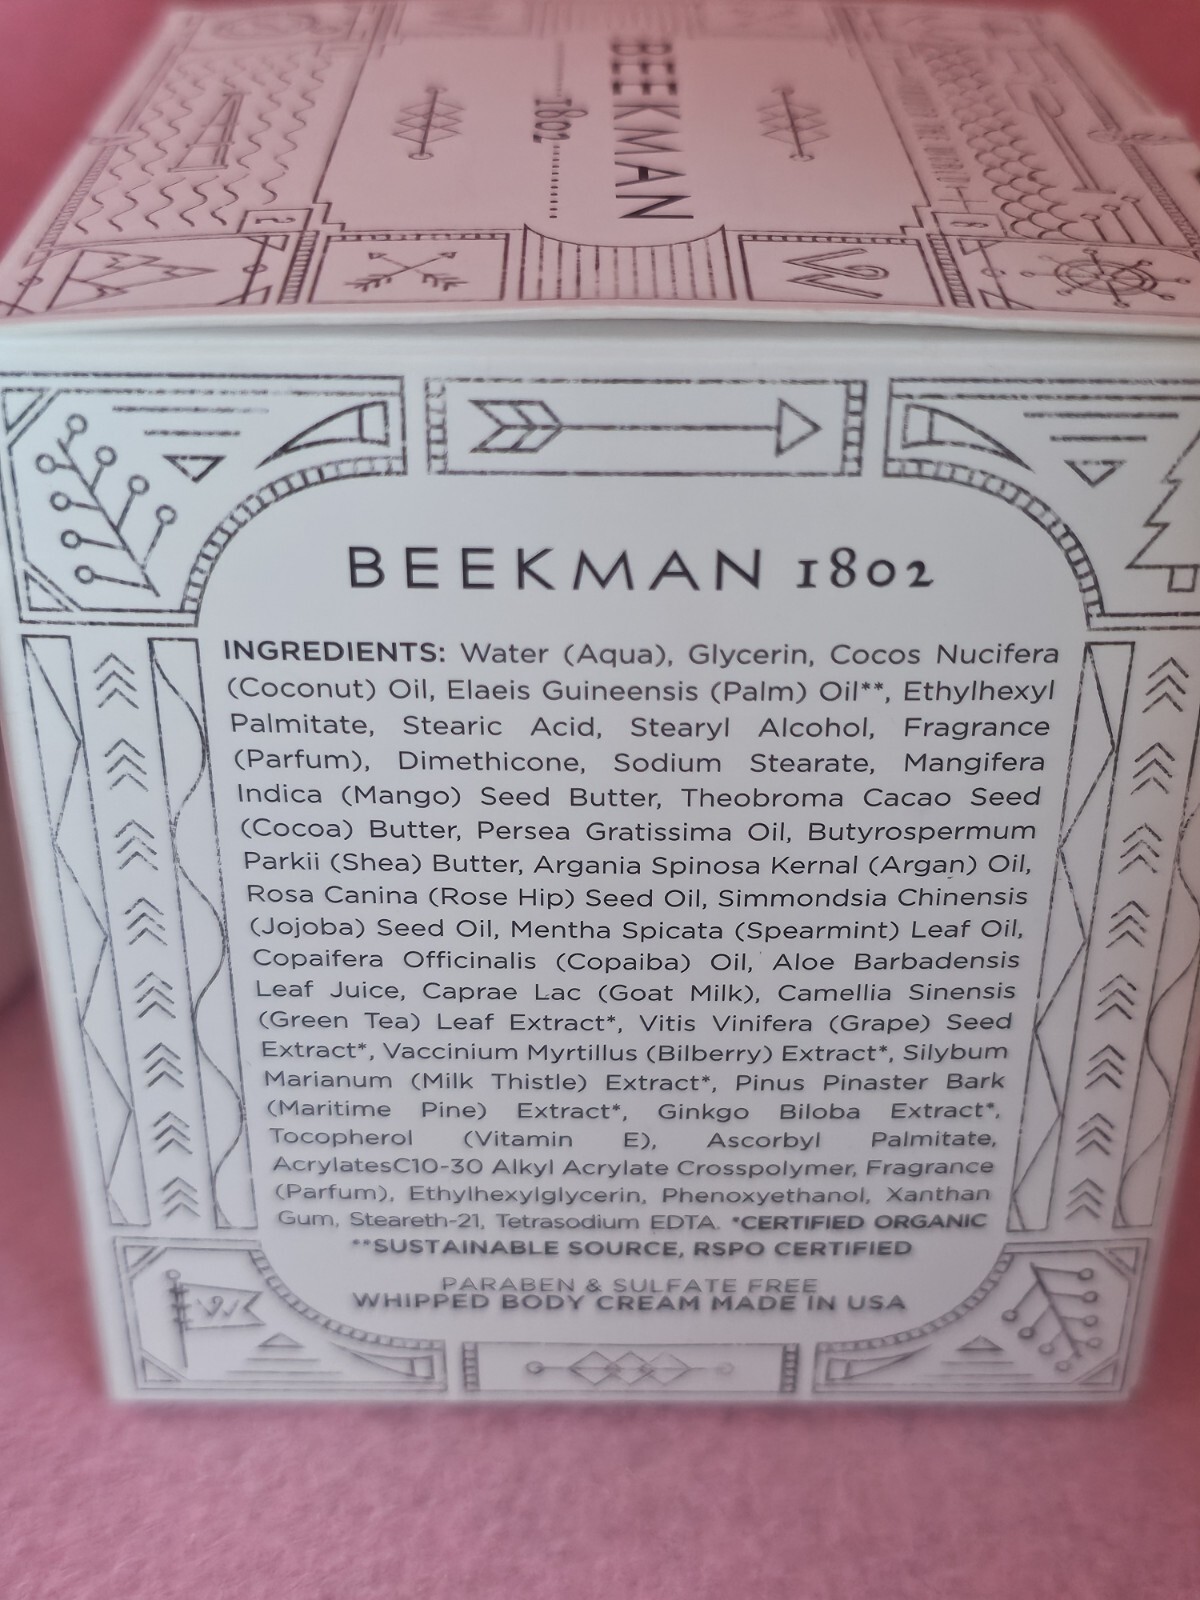 BEEKMAN
1802
2
8
BEEKMAN 1802
INGREDIENTS: Water (Aqua), Glycerin, Cocos Nucifera
(Coconut) Oil, Elaeis Guineensis (Palm) Oil**, Ethylhexyl
Palmitate, Stearic Acid, Stearyl Alcohol, Fragrance
(Parfum), Dimethicone, Sodium Stearate, Mangifera
Indica (Mango) Seed Butter, Theobroma Cacao Seed
(Cocoa) Butter, Persea Gratissima Oil, Butyrospermum
Parkii (Shea) Butter, Argania Spinosa Kernal (Argan) Oil,
Rosa Canina (Rose Hip) Seed Oil, Simmondsia Chinensis
(Jojoba) Seed Oil, Mentha Spicata (Spearmint) Leaf Oil,
Copaifera Officinalis (Copaiba) Oil, Aloe Barbadensis
Leaf Juice, Caprae Lac (Goat Milk), Camellia Sinensis
(Green Tea) Leaf Extract*, Vitis Vinifera (Grape) Seed
Extract*, Vaccinium Myrtillus (Bilberry) Extract*, Silybum
Marianum (Milk Thistle) Extract*, Pinus Pinaster Bark
(Maritime Pine) Extract*, Ginkgo Biloba Extract*,
Tocopherol (Vitamin E), Ascorbyl Palmitate,
AcrylatesC10-30 Alkyl Acrylate Crosspolymer, Fragrance
(Parfum), Ethylhexylglycerin, Phenoxyethanol, Xanthan
Gum, Steareth-21, Tetrasodium EDTA. *CERTIFIED ORGANIC
**SUSTAINABLE SOURCE, RSPO CERTIFIED
PARABEN & SULFATE FREE
WHIPPED BODY CREAM MADE IN USA
W